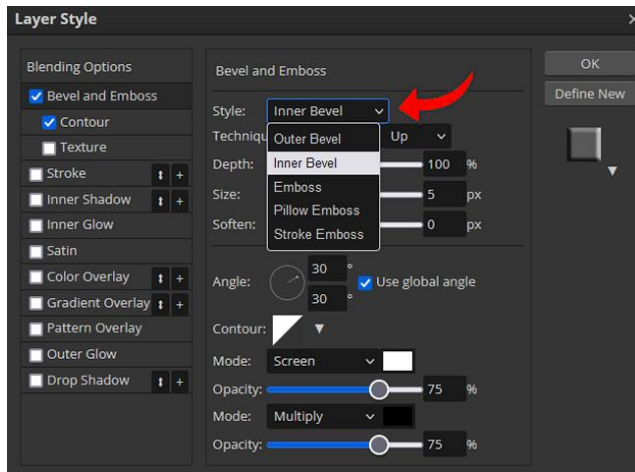 Layer Style
Blending Options
Bevel and Emboss
Contour
Texture
Stroke
Inner Shadow
Inner Glow
Satin
Color Overlay
Gradient Overlay
Pattern Overlay
Outer Glow
Drop Shadow
Bevel and Emboss
Style: Inner Bevel
Outer Bevel
Inner Bevel
Emboss
Pillow Emboss
Stroke Emboss
Techniqu Up
Depth: 100 %
Size: 5 px
Soften: 0 px
Angle: 30 °
30 °
Use global angle
Contour:
Mode: Screen
Opacity: 75 %
Mode: Multiply
Opacity: 75 %
OK
Define New